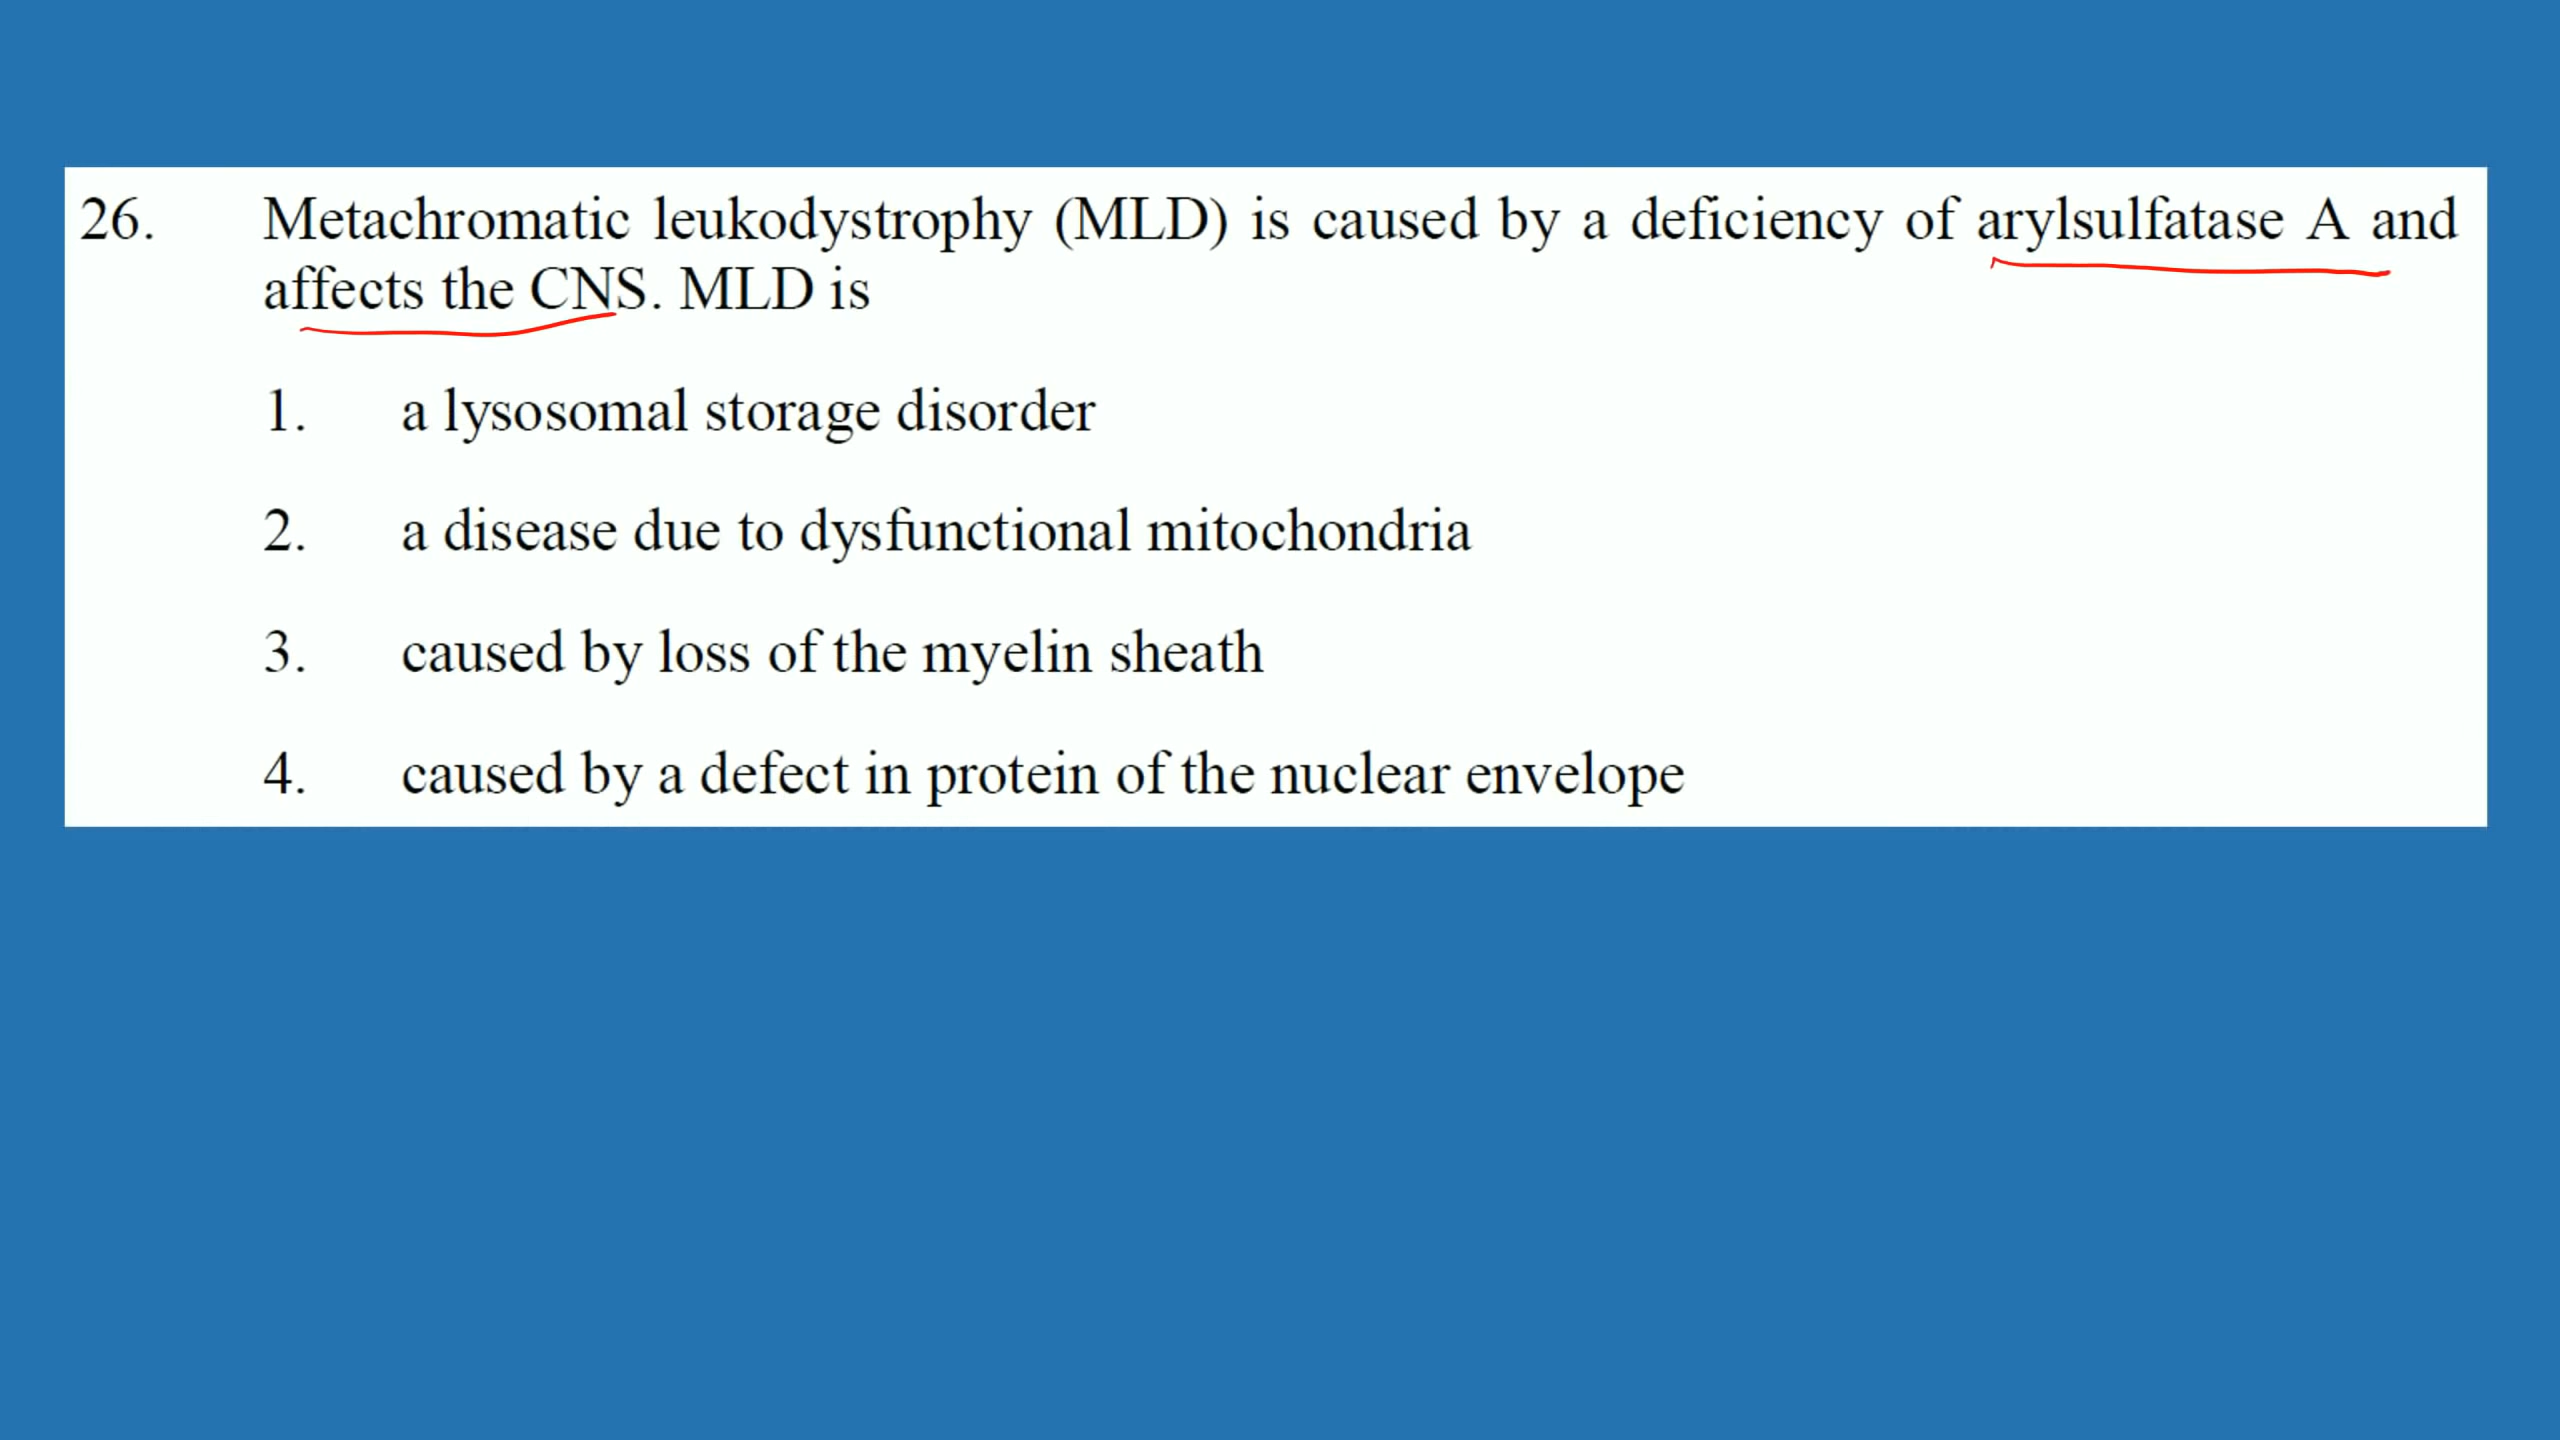 26. Metachromatic leukodystrophy (MLD) is caused by a deficiency of arylsulfatase A and
affects the CNS. MLD is
1. a lysosomal storage disorder
2. a disease due to dysfunctional mitochondria
3. caused by loss of the myelin sheath
4. caused by a defect in protein of the nuclear envelope